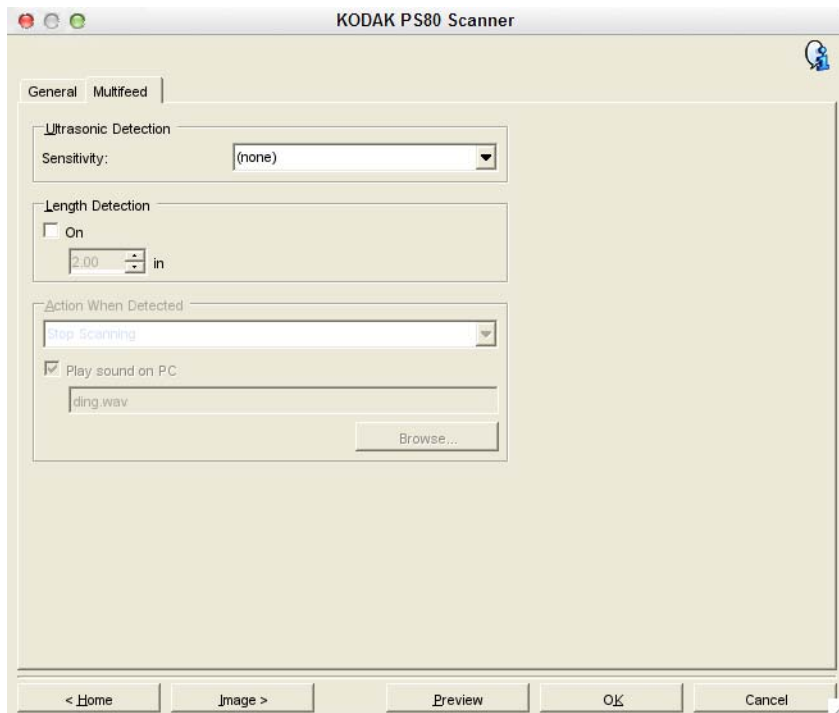 KODAK PS80 Scanner
General Multifeed
Ultrasonic Detection
Sensitivity: (none)
Length Detection
On
2.00 in
Action When Detected
Stop Scanning
Play sound on PC
ding.wav
Browse...
< Home Image > Preview OK Cancel